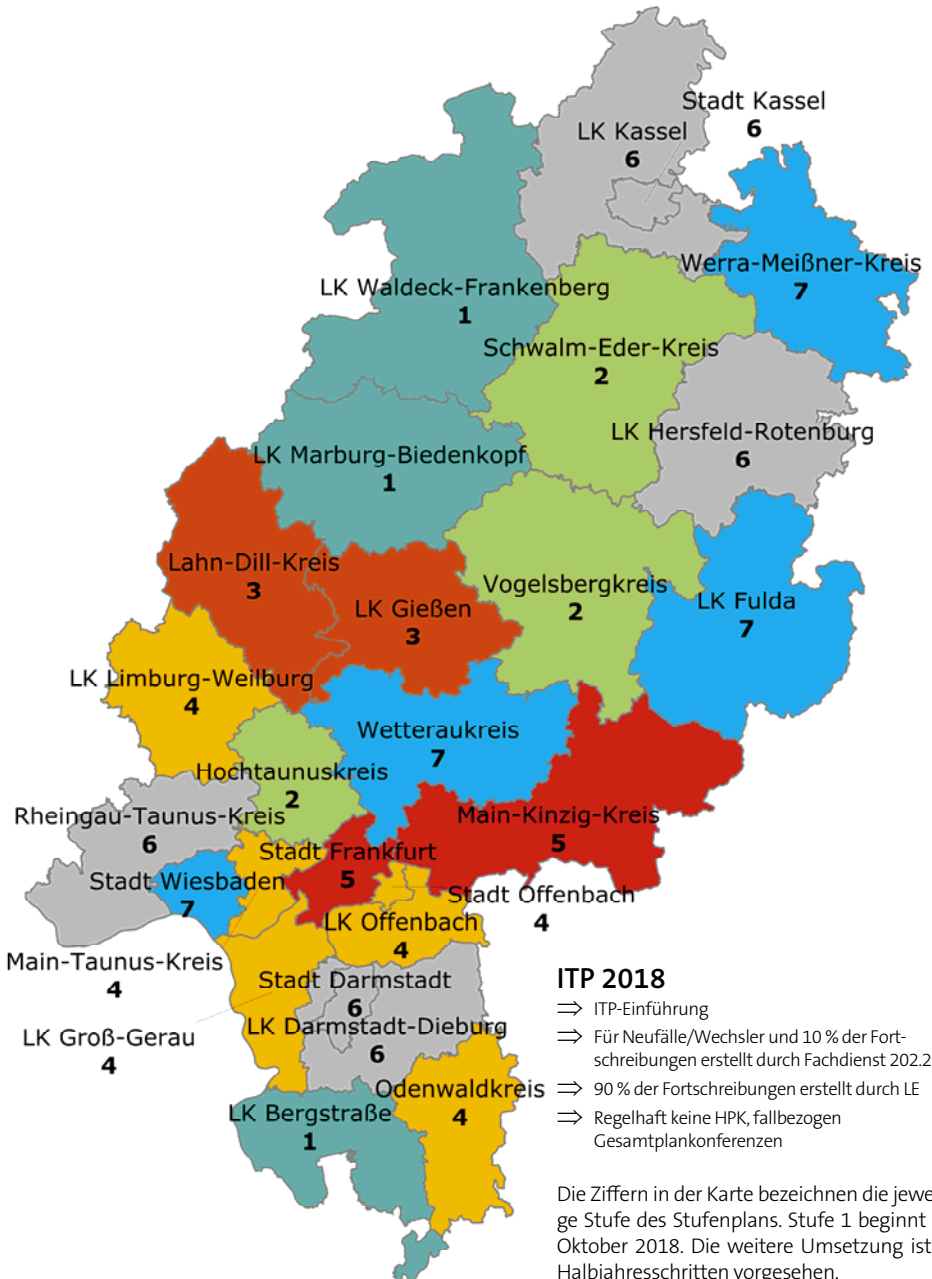 Stadt Kassel
6
LK Kassel
6
Werra-Meißner-Kreis
7
LK Waldeck-Frankenberg
1
Schwalm-Eder-Kreis
2
LK Hersfeld-Rotenburg
6
LK Marburg-Biedenkopf
1
Lahn-Dill-Kreis
3
LK Gießen
3
Vogelsbergkreis
2
LK Fulda
7
LK Limburg-Weilburg
4
Wetteraukreis
7
Hochtaunuskreis
2
Rheingau-Taunus-Kreis
6
Main-Kinzig-Kreis
5
Stadt Frankfurt
5
Stadt Wiesbaden
7
Stadt Offenbach
4
LK Offenbach
4
Main-Taunus-Kreis
4
Stadt Darmstadt
6
LK Groß-Gerau
4
LK Darmstadt-Dieburg
6
Odenwaldkreis
4
LK Bergstraße
1
ITP 2018
⇒ ITP-Einführung
⇒ Für Neufälle/Wechsler und 10 % der Fort-
schreibungen erstellt durch Fachdienst 202.2
⇒ 90 % der Fortschreibungen erstellt durch LE
⇒ Regelhaft keine HPK, fallbezogen
Gesamtplankonferenzen
Die Ziffern in der Karte bezeichnen die jewe
ge Stufe des Stufenplans. Stufe 1 beginnt
Oktober 2018. Die weitere Umsetzung ist
Halbjahresschritten vorgesehen.